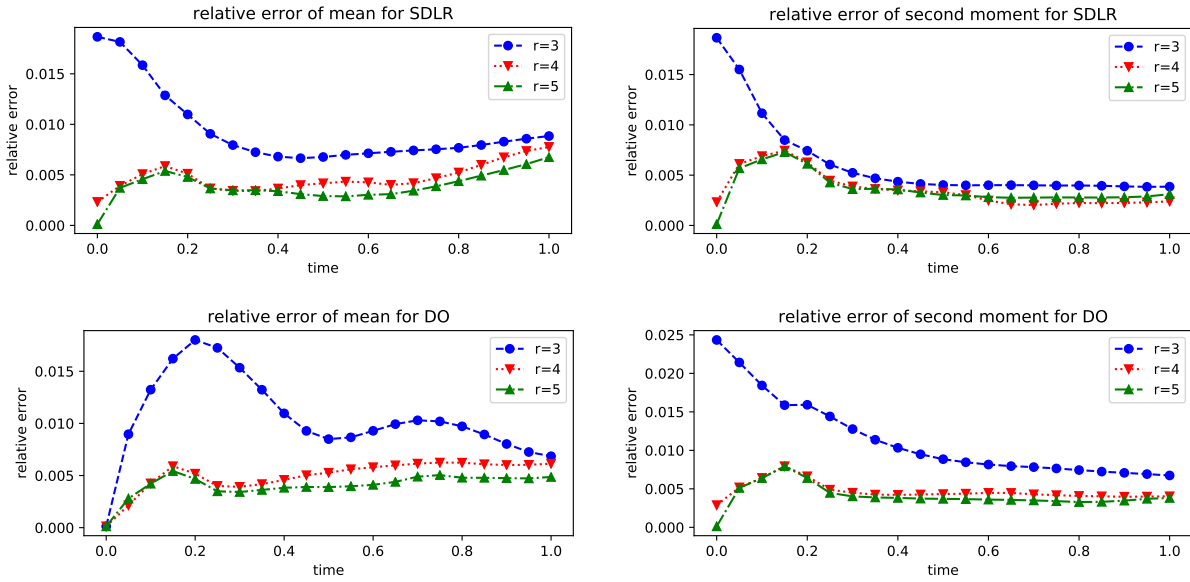 relative error of mean for SDLR
relative error
0.015
0.010
0.005
0.000
r=3
r=4
r=5
0.0
0.2
0.4
0.6
0.8
1.0
time
relative error of second moment for SDLR
relative error
0.015
0.010
0.005
0.000
r=3
r=4
r=5
0.0
0.2
0.4
0.6
0.8
1.0
time
relative error of mean for DO
relative error
0.015
0.010
0.005
0.000
r=3
r=4
r=5
0.0
0.2
0.4
0.6
0.8
1.0
time
relative error of second moment for DO
relative error
0.025
0.020
0.015
0.010
0.005
0.000
r=3
r=4
r=5
0.0
0.2
0.4
0.6
0.8
1.0
time